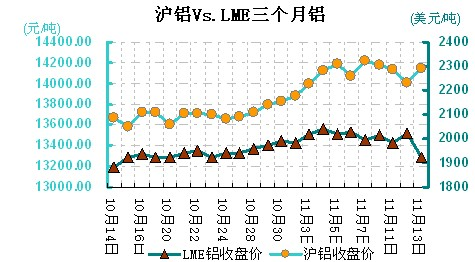 沪铝Vs.LME三个月铝
(元/吨)
(美元/吨)
14400.00
14200.00
14000.00
13800.00
13600.00
13400.00
13200.00
13000.00
2400
2300
2200
2100
2000
1900
1800
10月14日
10月16日
10月20日
10月22日
10月24日
10月28日
10月30日
11月3日
11月5日
11月7日
11月11日
11月13日
LME铝收盘价
沪铝收盘价